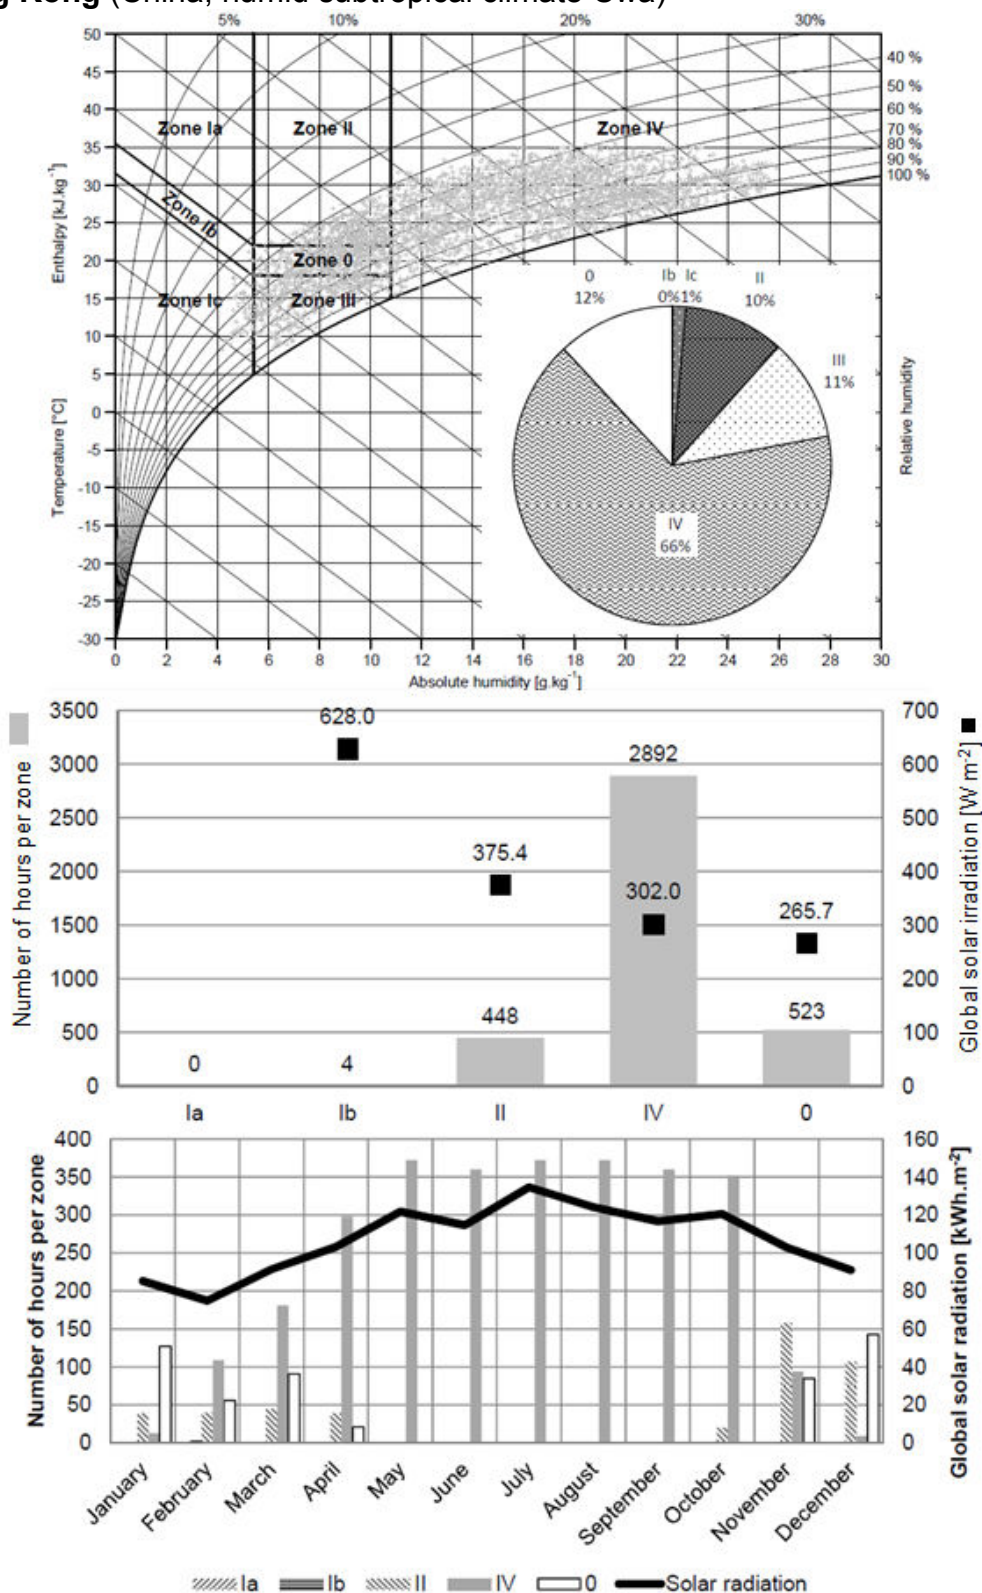 g Kong (China, humid subtropical climate Cwa)
5% 10% 20% 30%
50
45
40
35
30
25
20
15
10
5
0
-5
-10
-15
-20
-25
-30
Enthalpy [kJ.kg-1]
Temperature [°C]
Zone Ia
Zone II
Zone IV
Zone Ib
Zone 0
Zone Ic
Zone III
40 %
50 %
60 %
70 %
80 %
90 %
100 %
Relative humidity
0
12%
Ib
0%
Ic
1%
II
10%
III
11%
IV
66%
0 2 4 6 8 10 12 14 16 18 20 22 24 26 28 30
Absolute humidity [g.kg-1]
Number of hours per zone
3500
3000
2500
2000
1500
1000
500
0
628.0
375.4
302.0
265.7
0
4
448
2892
523
700
600
500
400
300
200
100
0
Global solar irradiation [W m-2]
Ia Ib II IV 0
Number of hours per zone
400
350
300
250
200
150
100
50
0
160
140
120
100
80
60
40
20
0
Global solar radiation [kWh.m-2]
January
February
March
April
May
June
July
August
September
October
November
December
Ia Ib II IV 0 Solar radiation